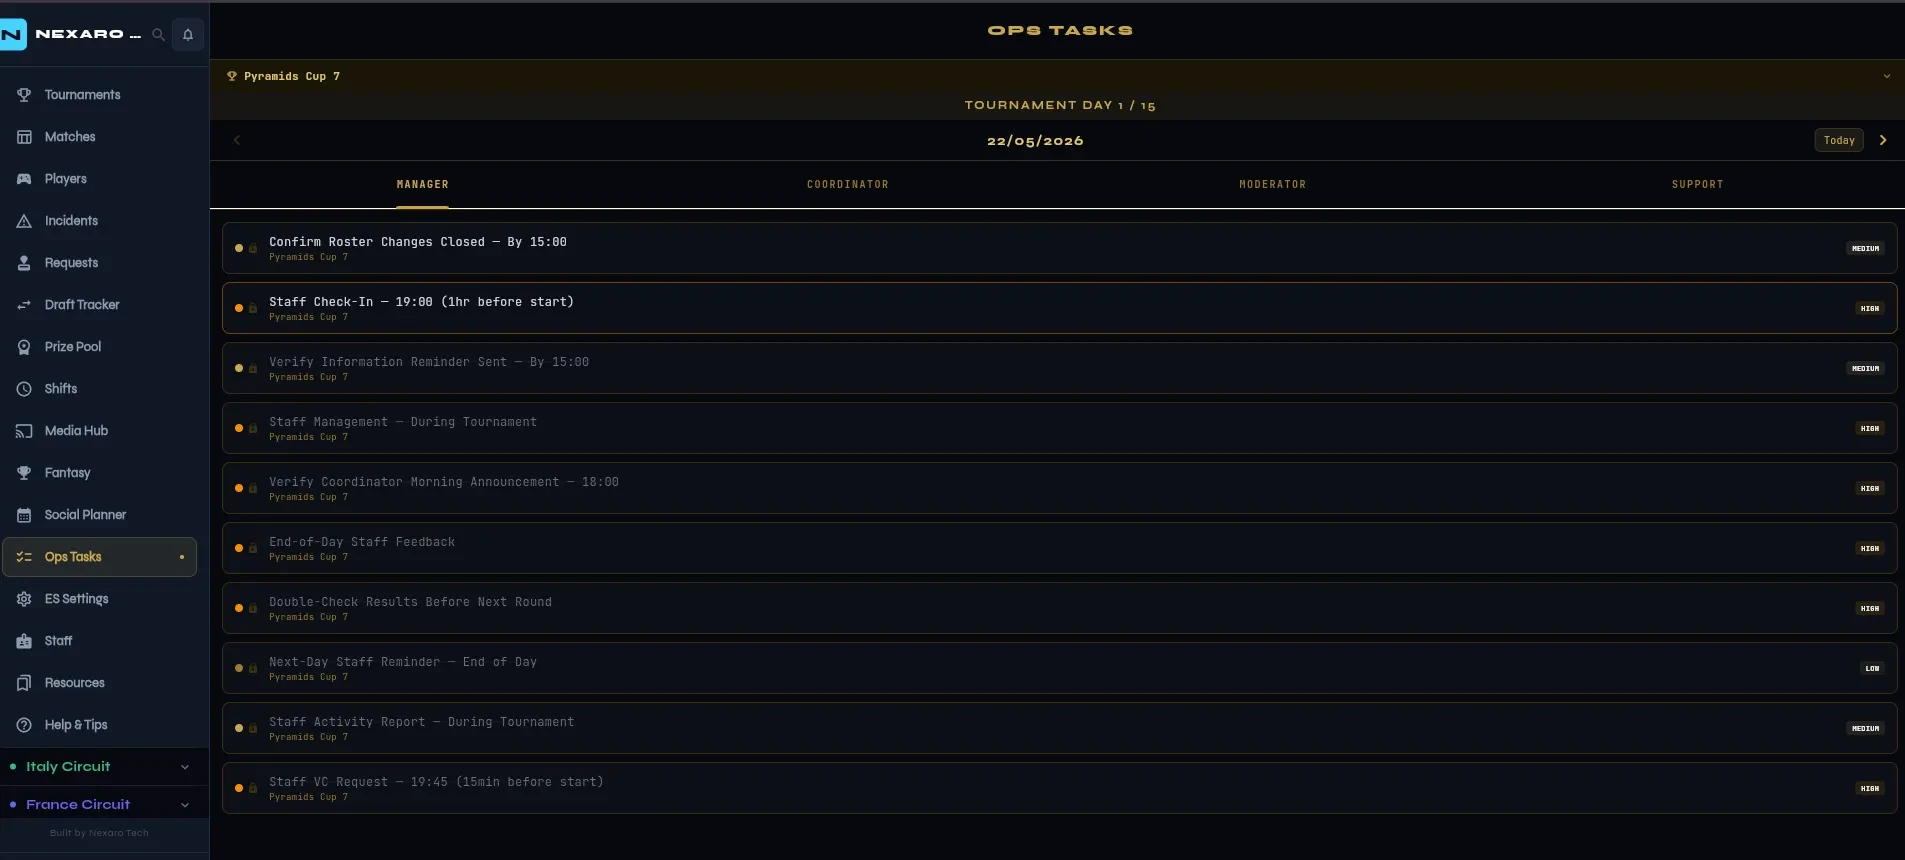 N NEXARO ...
Tournaments
Matches
Players
Incidents
Requests
Draft Tracker
Prize Pool
Shifts
Media Hub
Fantasy
Social Planner
Ops Tasks
ES Settings
Staff
Resources
Help & Tips
Italy Circuit
France Circuit
Built by Nexaro Tech
OPS TASKS
Pyramids Cup 7
TOURNAMENT DAY 1 / 15
22/05/2026
Today
MANAGER
COORDINATOR
MODERATOR
SUPPORT
Confirm Roster Changes Closed – By 15:00
Pyramids Cup 7
MEDIUM
Staff Check-In – 19:00 (1hr before start)
Pyramids Cup 7
HIGH
Verify Information Reminder Sent – By 15:00
Pyramids Cup 7
MEDIUM
Staff Management – During Tournament
Pyramids Cup 7
HIGH
Verify Coordinator Morning Announcement – 18:00
Pyramids Cup 7
HIGH
End-of-Day Staff Feedback
Pyramids Cup 7
HIGH
Double-Check Results Before Next Round
Pyramids Cup 7
HIGH
Next-Day Staff Reminder – End of Day
Pyramids Cup 7
LOW
Staff Activity Report – During Tournament
Pyramids Cup 7
MEDIUM
Staff VC Request – 19:45 (15min before start)
Pyramids Cup 7
HIGH